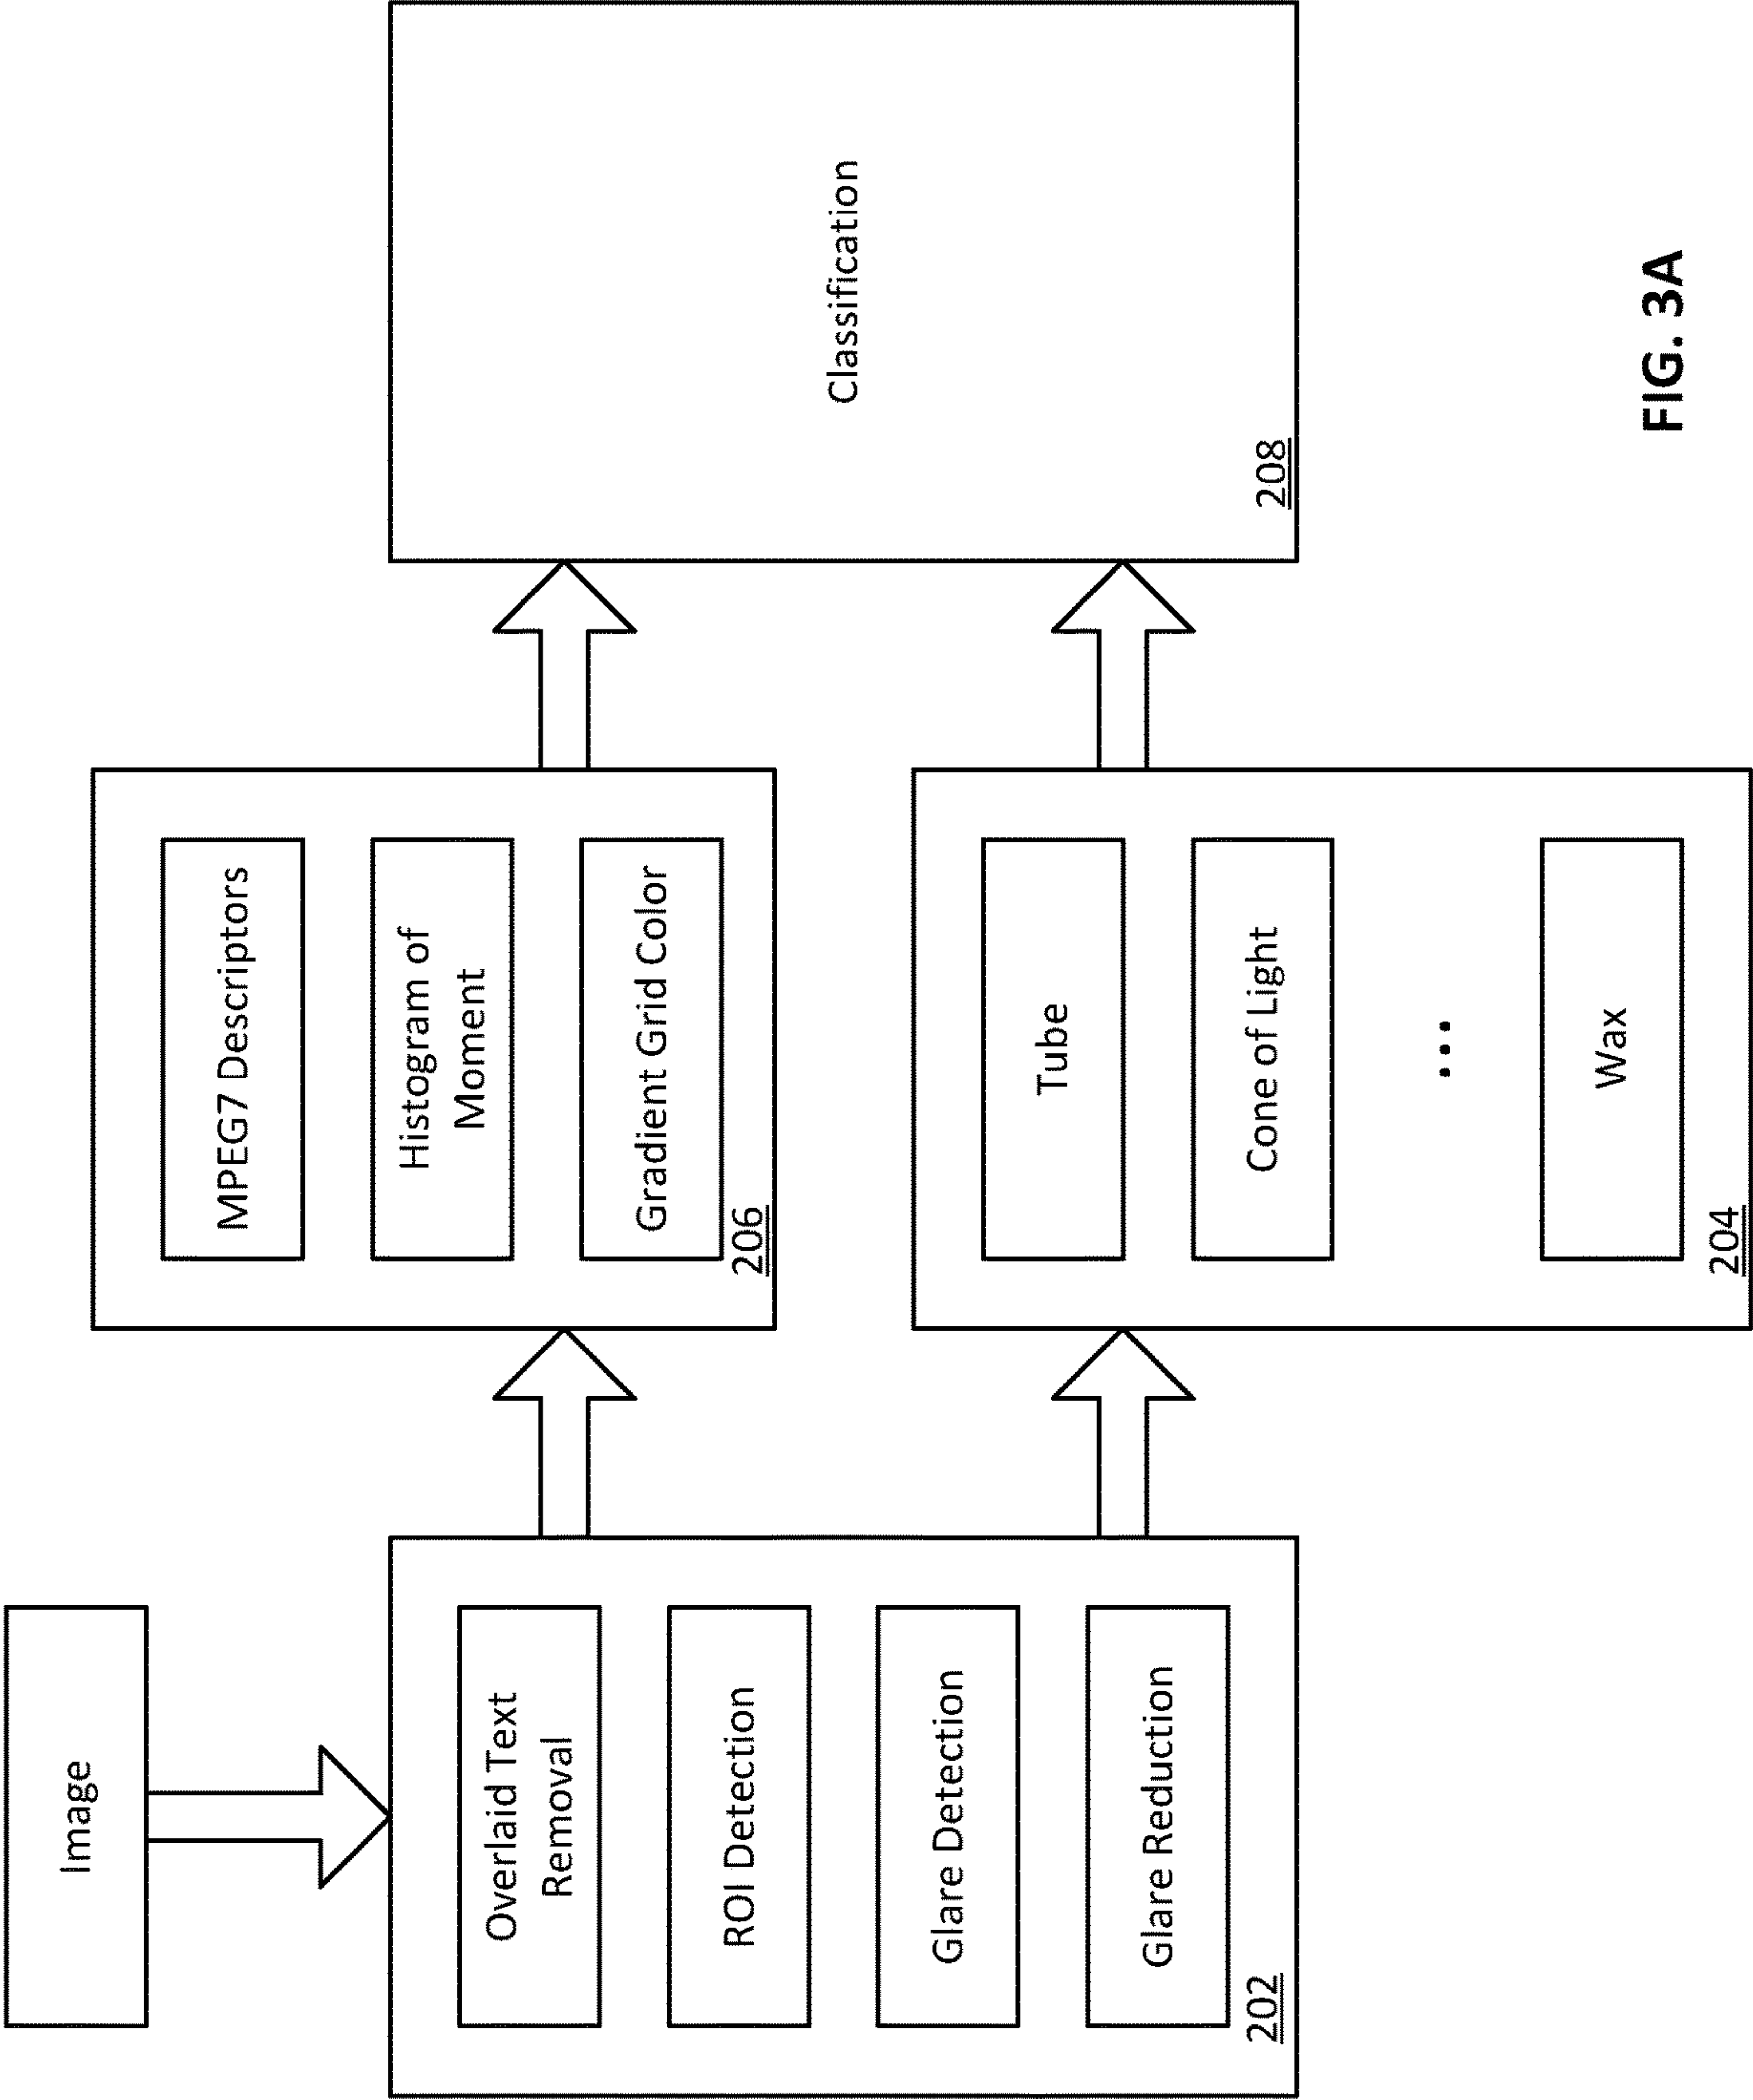 Image
Overlaid Text
Removal
ROI Detection
Glare Detection
Glare Reduction
202
MPEG7 Descriptors
Histogram of
Moment
Gradient Grid Color
206
Tube
Cone of Light
...
Wax
204
Classification
208
FIG. 3A